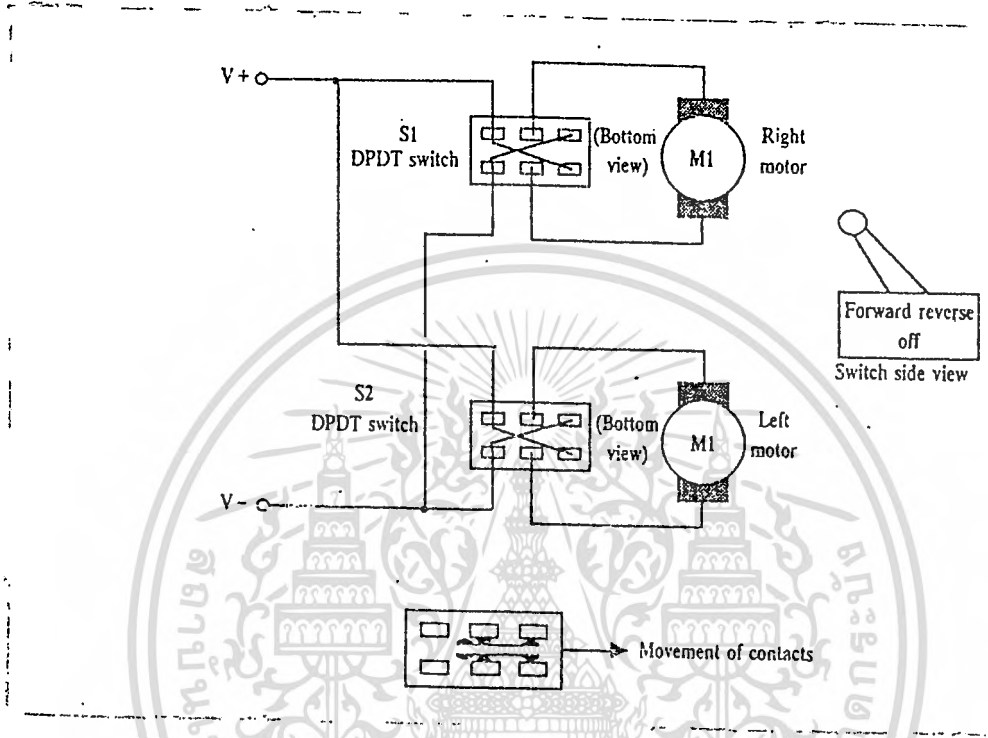 V+
S1
DPDT switch
(Bottom
view)
M1
Right
motor
Forward reverse
off
Switch side view
S2
DPDT switch
(Bottom
view)
M1
Left
motor
V-
Movement of contacts